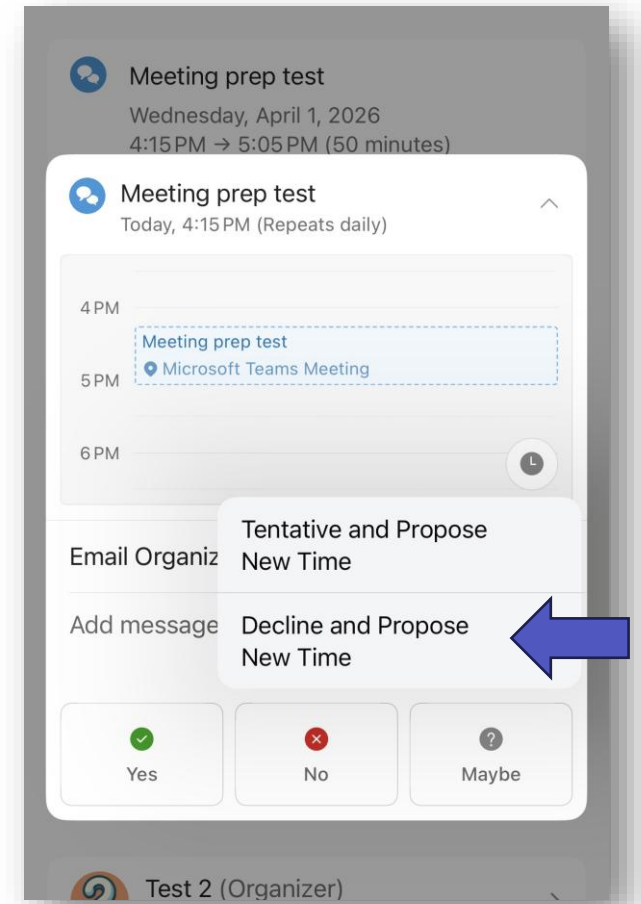 Meeting prep test
Wednesday, April 1, 2026
4:15 PM → 5:05 PM (50 minutes)
Meeting prep test
Today, 4:15 PM (Repeats daily)
4 PM
Meeting prep test
Microsoft Teams Meeting
5 PM
6 PM
Tentative and Propose
New Time
Email Organiz
Add message
Decline and Propose
New Time
Yes
No
Maybe
Test 2 (Organizer)